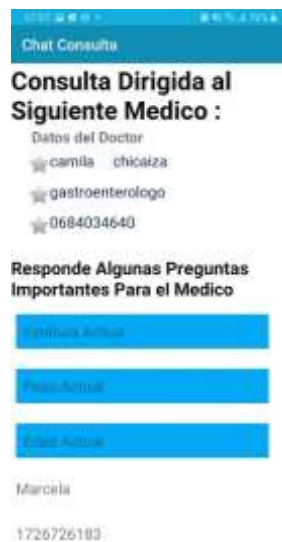 Chat Consulta
Consulta Dirigida al
Siguiente Medico :
Datos del Doctor
camila chicaiza
gastroenterologo
0684034640
Responde Algunas Preguntas
Importantes Para el Medico
Estatura Actual
Peso Actual
Edad Actual
Marcela
1726726183